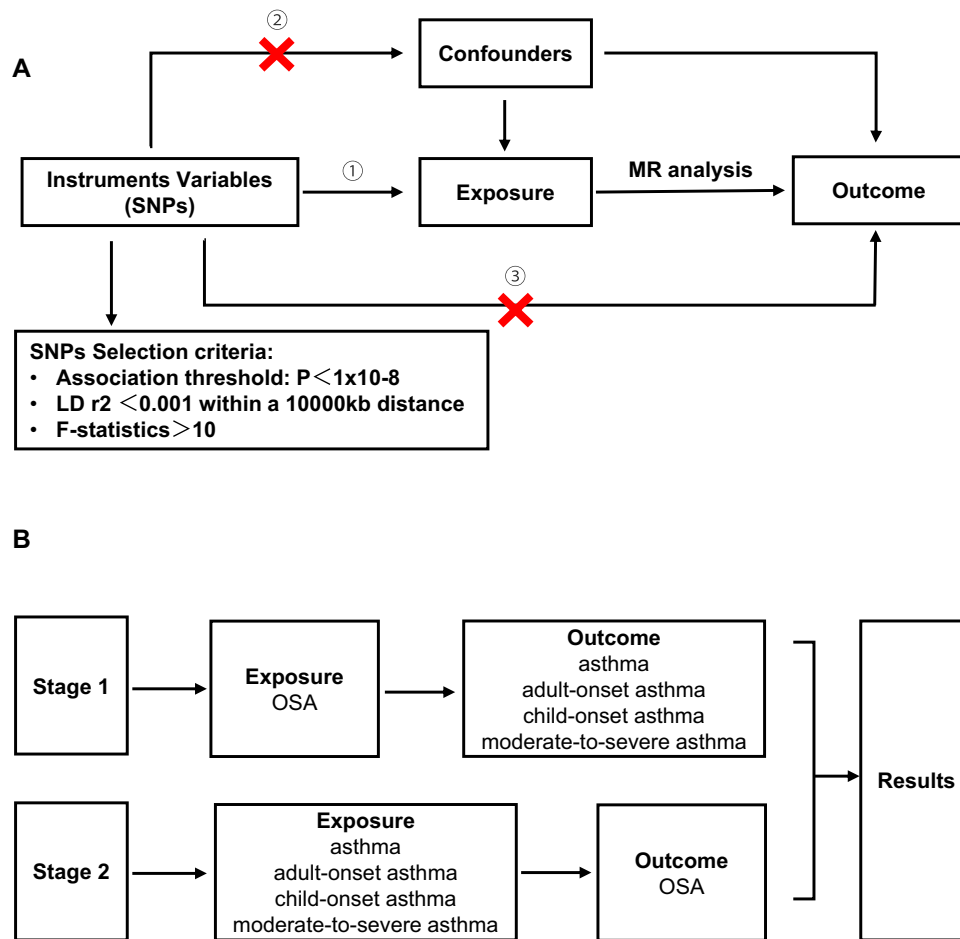 A
②
Confounders
Instruments Variables
(SNPs)
①
Exposure
MR analysis
Outcome
③
SNPs Selection criteria:
• Association threshold: P＜1x10-8
• LD r2 ＜0.001 within a 10000kb distance
• F-statistics＞10
B
Stage 1
Exposure
OSA
Outcome
asthma
adult-onset asthma
child-onset asthma
moderate-to-severe asthma
Results
Stage 2
Exposure
asthma
adult-onset asthma
child-onset asthma
moderate-to-severe asthma
Outcome
OSA